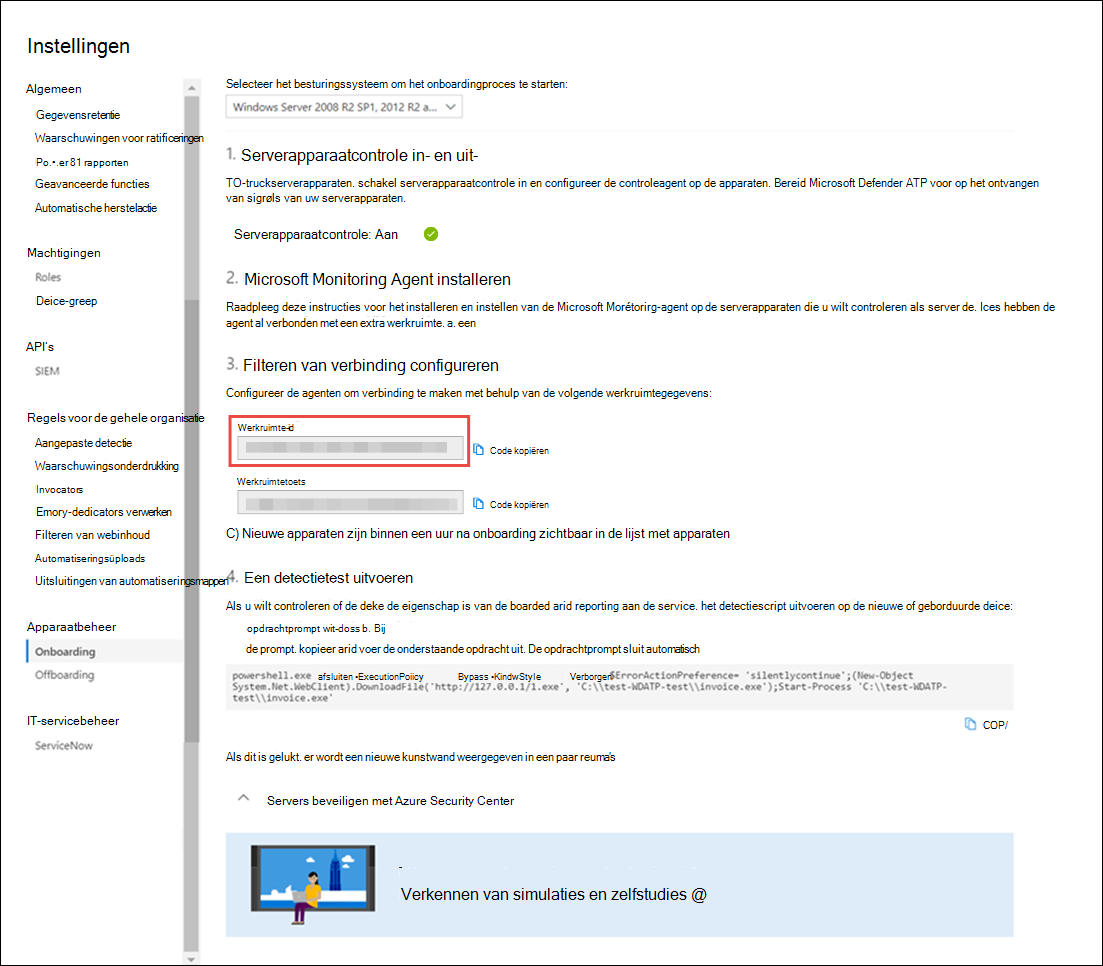 Instellingen
Algemeen
Gegevensretentie
Waarschuwingen voor ratificeringen
Po.•.er81 rapporten
Geavanceerde functies
Automatische herstelactie
Machtigingen
Roles
Deice-greep
API's
SIEM
Regels voor de gehele organisatie
Aangepaste detectie
Waarschuwingsonderdrukking
Invocators
Emory-dedicators verwerken
Filteren van webinhoud
Automatiseringsüploads
Uitsluitingen van automatiseringsmappen
Apparaatbeheer
Onboarding
Offboarding
IT-servicebeheer
ServiceNow
Selecteer het besturingssysteem om het onboardingproces te starten:
Windows Server 2008 R2 SP1, 2012 R2 a...
1. Serverapparaatcontrole in- en uit-
TO-truckserverapparaten. schakel serverapparaatcontrole in en configureer de controleagent op de apparaten. Bereid Microsoft Defender ATP voor op het ontvangen
van sigrøls van uw serverapparaten.
Serverapparaatcontrole: Aan
2. Microsoft Monitoring Agent installeren
Raadpleeg deze instructies voor het installeren en instellen van de Microsoft Morétorirg-agent op de serverapparaten die u wilt controleren als server de. Ices hebben de
agent al verbonden met een extra werkruimte. a. een
3. Filteren van verbinding configureren
Configureer de agenten om verbinding te maken met behulp van de volgende werkruimtegegevens:
Werkruimte-id
Code kopiëren
Werkruimtetoets
Code kopiëren
C) Nieuwe apparaten zijn binnen een uur na onboarding zichtbaar in de lijst met apparaten
4. Een detectietest uitvoeren
Als u wilt controleren of de deke de eigenschap is van de boarded arid reporting aan de service. het detectiescript uitvoeren op de nieuwe of geborduurde deice:
opdrachtprompt wit-doss b. Bij
de prompt. kopieer arid voer de onderstaande opdracht uit. De opdrachtprompt sluit automatisch
powershell.exe afsluiten •ExecutionPolicy Bypass •KindwStyle Verborgen $ErrorActionPreference= 'silentlycontinue';(New-Object
System.Net.WebClient).DownloadFile('http://127.0.0.1/1.exe', 'C:\\test-WDATP-test\\invoice.exe');Start-Process 'C:\\test-WDATP-
test\\invoice.exe'
COP/
Als dit is gelukt. er wordt een nieuwe kunstwand weergegeven in een paar reuma's
Servers beveiligen met Azure Security Center
Verkennen van simulaties en zelfstudies @